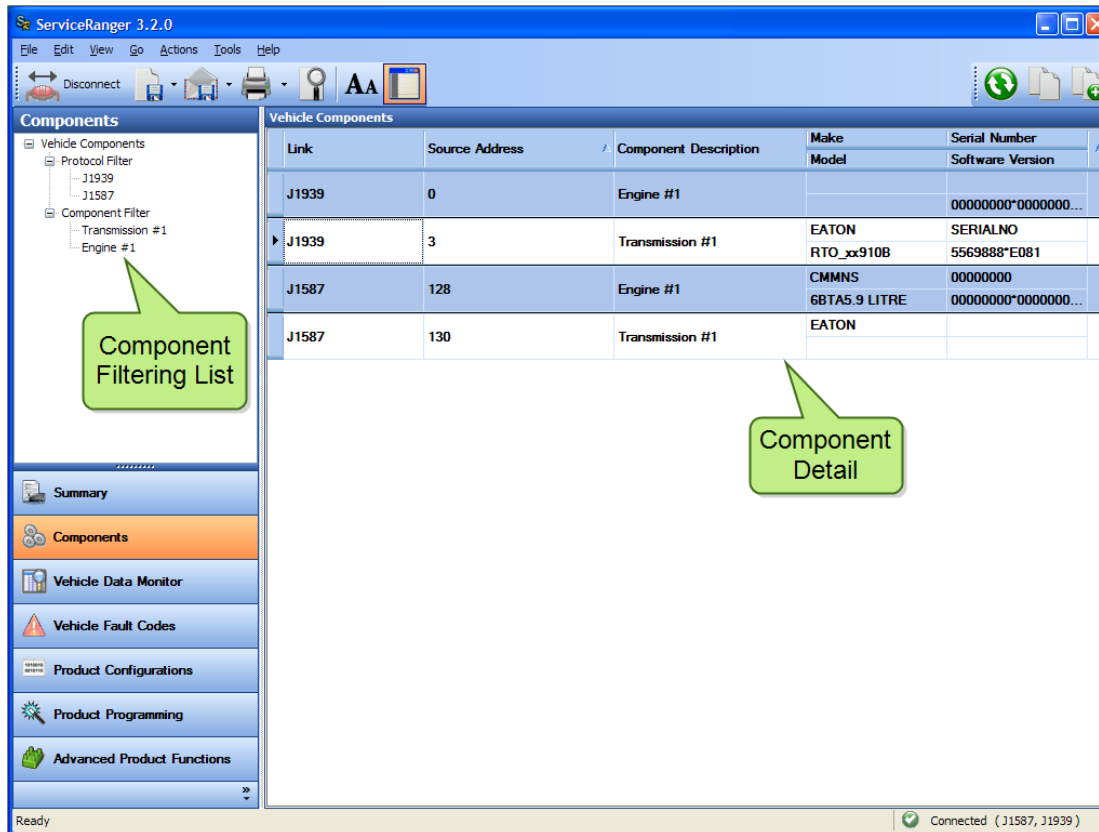 ServiceRanger 3.2.0
File Edit View Go Actions Tools Help
Disconnect AA
Components
Vehicle Components
Protocol Filter
J1939
J1587
Component Filter
Transmission #1
Engine #1
Component
Filtering List
Summary
Components
Vehicle Data Monitor
Vehicle Fault Codes
Product Configurations
Product Programming
Advanced Product Functions
Vehicle Components
Link Source Address Component Description Make Serial Number
Model Software Version
J1939 0 Engine #1
00000000*0000000...
J1939 3 Transmission #1 EATON SERIALNO
RTO_xx910B 5569888*E081
J1587 128 Engine #1 CMMNS 00000000
6BTA5.9 LITRE 00000000*0000000...
J1587 130 Transmission #1 EATON
Component
Detail
Ready Connected ( J1587, J1939 )